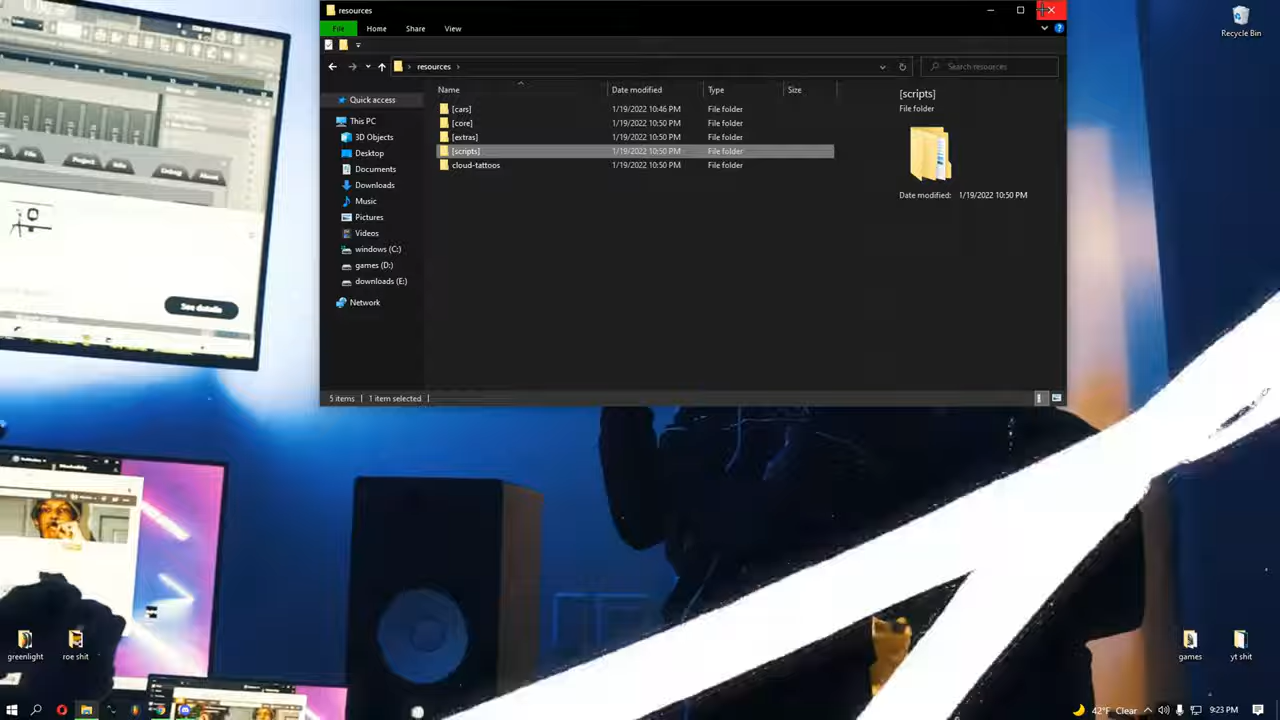 resources
Recycle Bin
File Home Share View
resources
Search resources
Name Date modified Type Size
Quick access
This PC
3D Objects
Desktop
Documents
Downloads
Music
Pictures
Videos
windows (C:)
games (D:)
downloads (E:)
Network
[cars] 1/19/2022 10:46 PM File folder
[core] 1/19/2022 10:50 PM File folder
[extras] 1/19/2022 10:50 PM File folder
[scripts] 1/19/2022 10:50 PM File folder
cloud-tattoos 1/19/2022 10:50 PM File folder
[scripts]
File folder
Date modified: 1/19/2022 10:50 PM
5 items 1 item selected
See details
greenlight
roe shit
games
yt shit
42°F Clear
9:23 PM